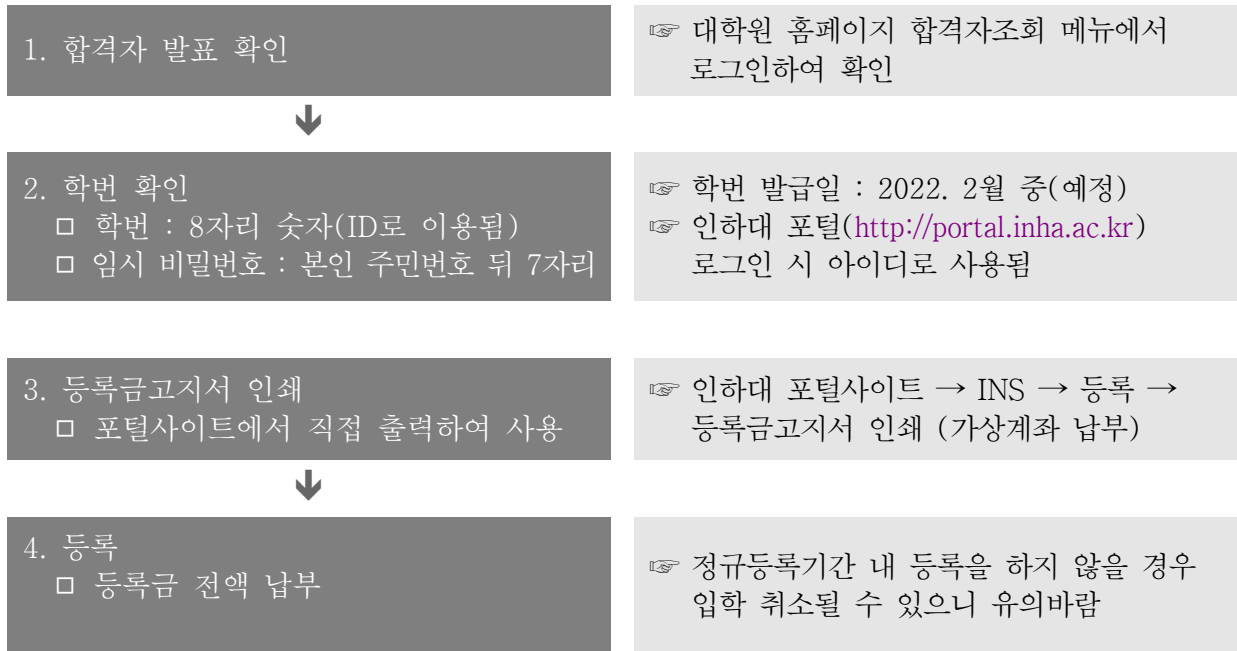 1. 합격자 발표 확인
☞ 대학원 홈페이지 합격자조회 메뉴에서
로그인하여 확인
2. 학번 확인
□ 학번 : 8자리 숫자(ID로 이용됨)
□ 임시 비밀번호 : 본인 주민번호 뒤 7자리
☞ 학번 발급일 : 2022. 2월 중(예정)
☞ 인하대 포털(http://portal.inha.ac.kr)
로그인 시 아이디로 사용됨
3. 등록금고지서 인쇄
□ 포털사이트에서 직접 출력하여 사용
☞ 인하대 포털사이트 → INS → 등록 →
등록금고지서 인쇄 (가상계좌 납부)
4. 등록
□ 등록금 전액 납부
☞ 정규등록기간 내 등록을 하지 않을 경우
입학 취소될 수 있으니 유의바람